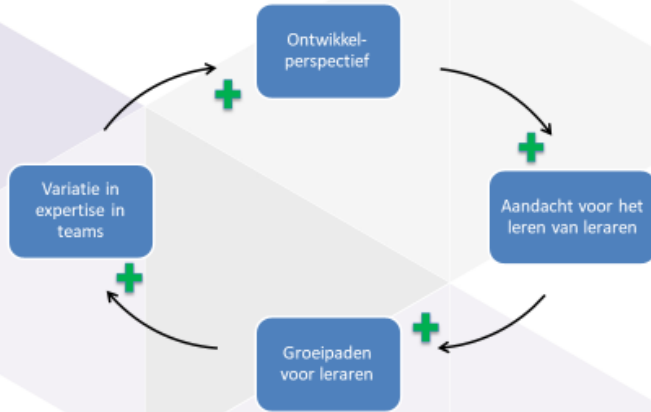 Ontwikkel-
perspectief
Aandacht voor het
leren van leraren
Groeipaden
voor leraren
Variatie in
expertise in
teams